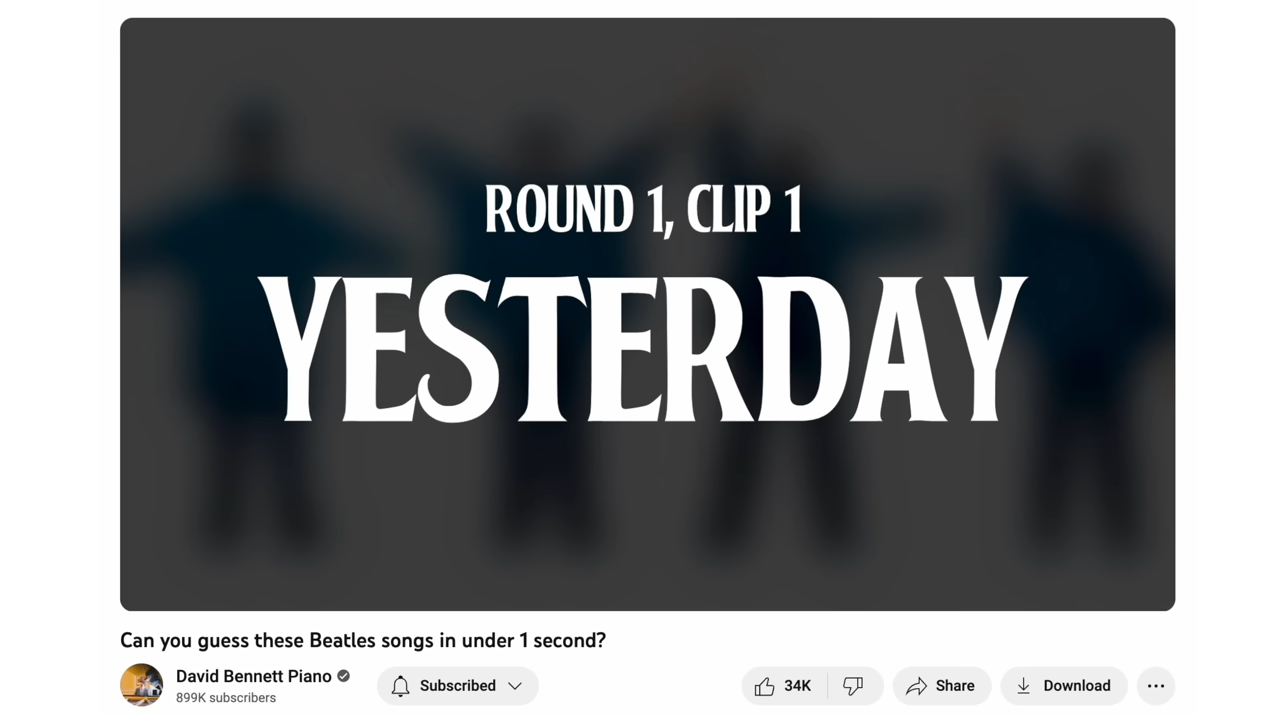 ROUND 1, CLIP 1
YESTERDAY
Can you guess these Beatles songs in under 1 second?
David Bennett Piano
899K subscribers
Subscribed
34K
Share
Download